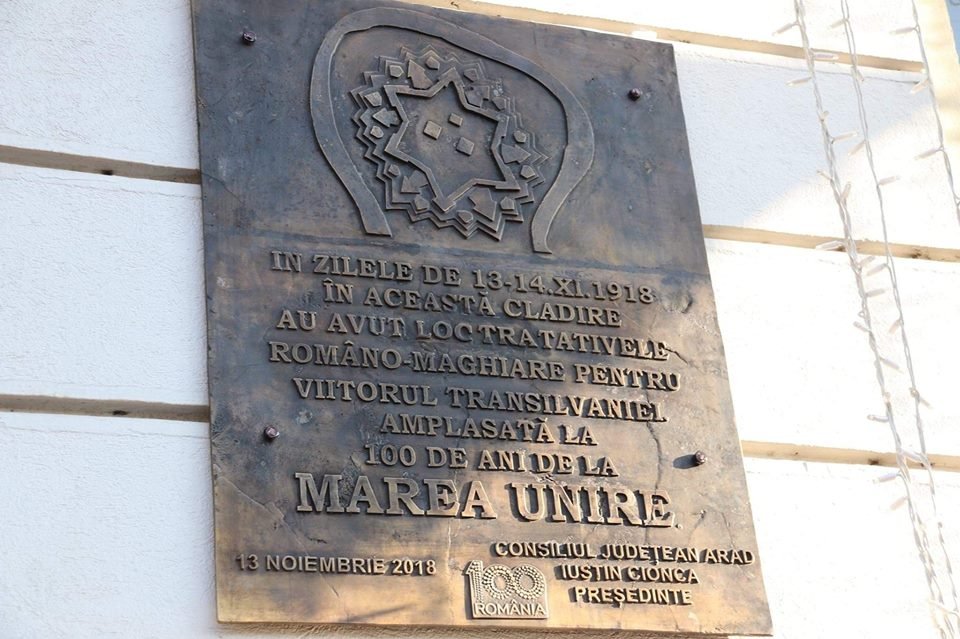 IN ZILELE DE 13-14.XI.1918
ÎN ACEASTĂ CLADIRE
AU AVUT LOC TRATATIVELE
ROMÂNO-MAGHIARE PENTRU
VIITORUL TRANSILVANIEI.
AMPLASATĂ LA
100 DE ANI DE LA
MAREA UNIRE.
13 NOIEMBRIE 2018
100
ROMÂNIA
CONSILIUL JUDEȚEAN ARAD
IUSTIN CIONCA
PREȘEDINTE